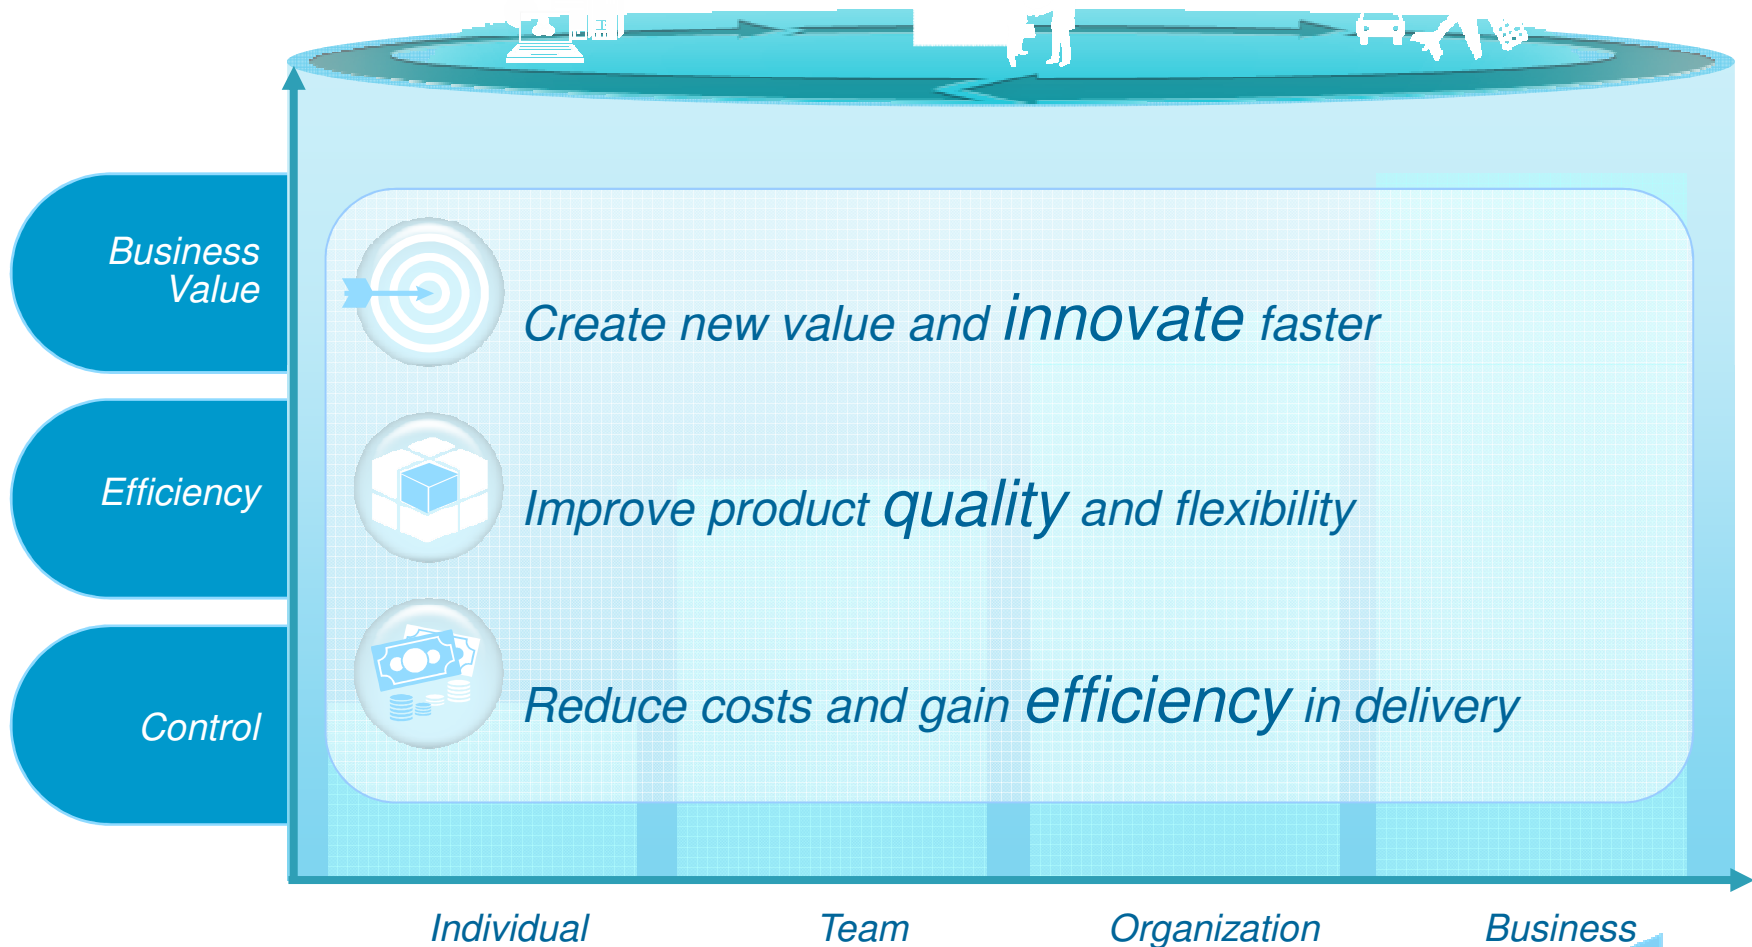 Business
Value
Create new value and innovate faster
Efficiency
Improve product quality and flexibility
Control
Reduce costs and gain efficiency in delivery
Individual
Team
Organization
Business